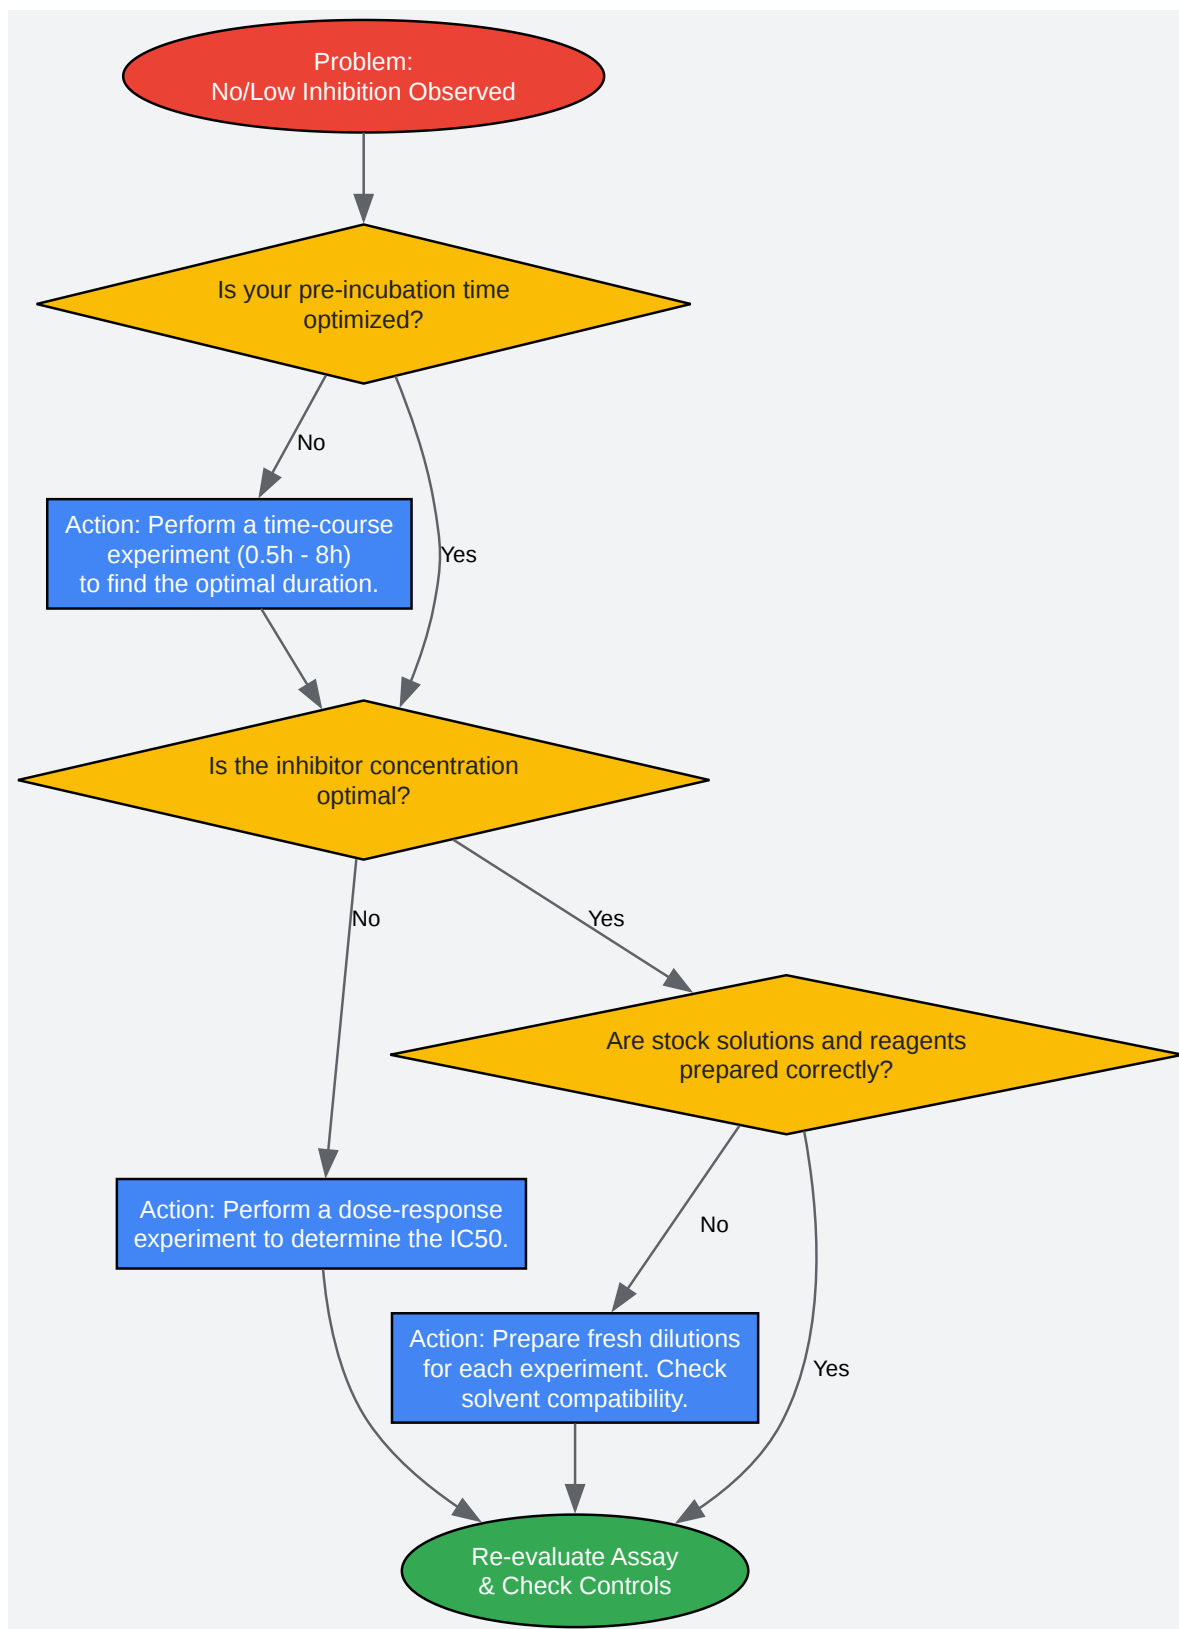 Problem:
No/Low Inhibition Observed
Is your pre-incubation time
optimized?
No
Action: Perform a time-course
experiment (0.5h - 8h)
to find the optimal duration.
Yes
Is the inhibitor concentration
optimal?
No
Yes
Are stock solutions and reagents
prepared correctly?
Action: Perform a dose-response
experiment to determine the IC50.
No
Action: Prepare fresh dilutions
for each experiment. Check
solvent compatibility.
Yes
Re-evaluate Assay
& Check Controls